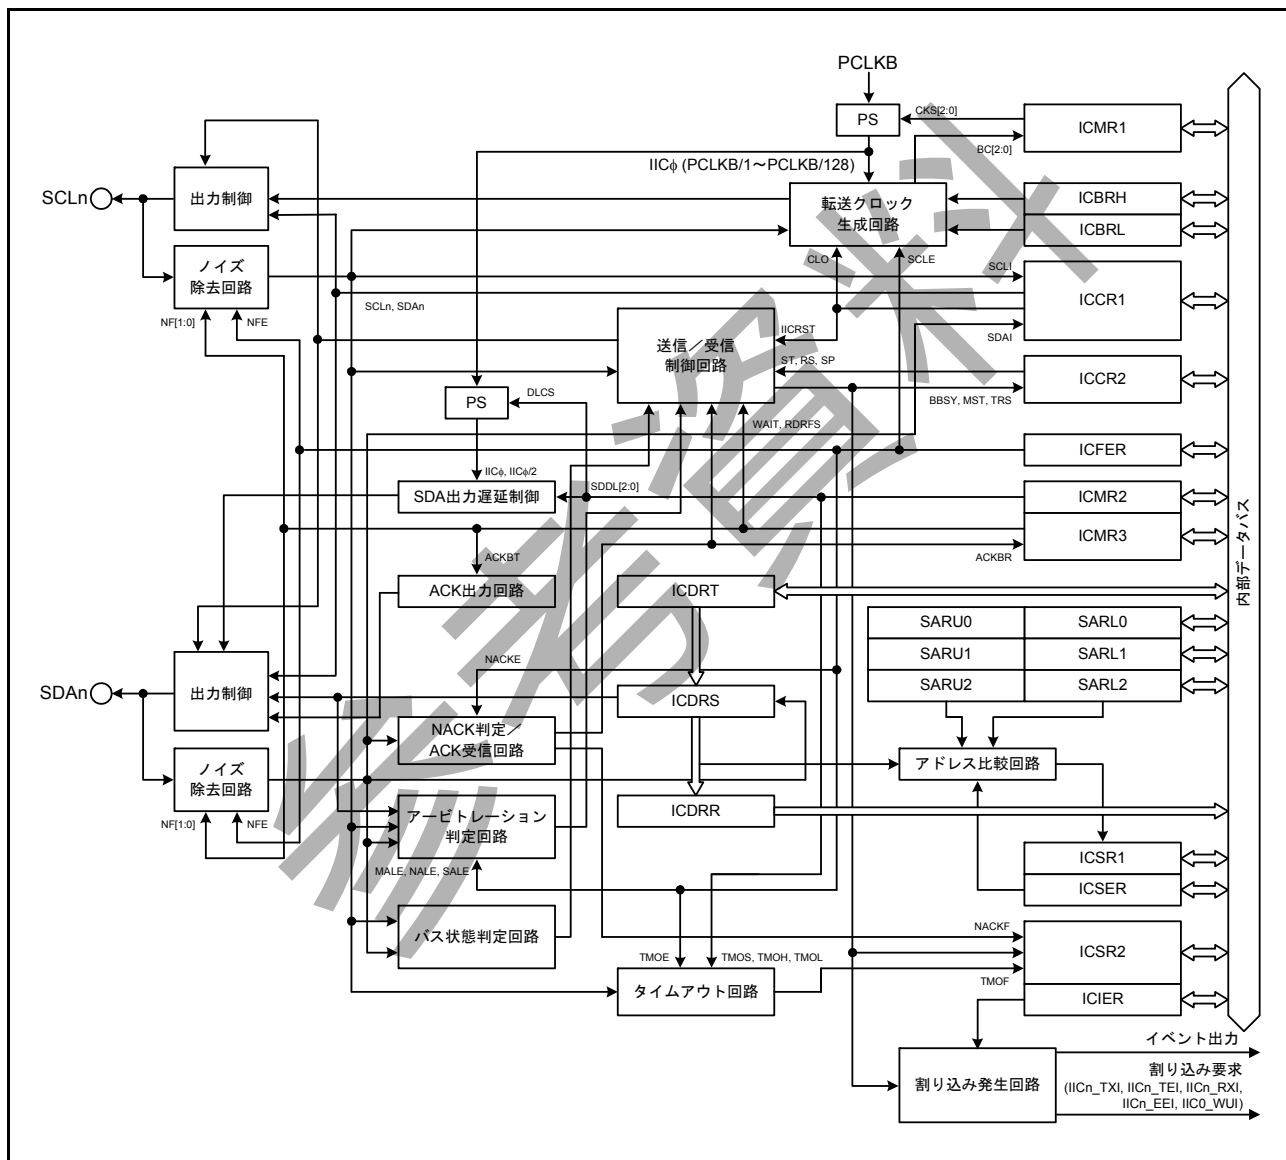 PCLKB
PS
CKS[2:0]
ICMR1
BC[2:0]
IICφ (PCLKB/1～PCLKB/128)
SCLn
出力制御
転送クロック
生成回路
ICBRH
ICBRL
ノイズ
除去回路
CLO
SCLE
SCLI
ICCR1
SCLn, SDAn
NF[1:0]
NFE
送信／受信
制御回路
IICRST
SDAI
ST, RS, SP
ICCR2
BBSY, MST, TRS
PS
DLCS
WAIT, RDRFS
ICFER
IICφ, IICφ/2
SDA出力遅延制御
SDDL[2:0]
ICMR2
ICMR3
ACKBT
ACKBR
ACK出力回路
ICDRT
内部データバス
SARU0
SARL0
SARU1
SARL1
SARU2
SARL2
NACKE
SDAn
出力制御
ICDRS
NACK判定／
ACK受信回路
アドレス比較回路
ノイズ
除去回路
NF[1:0]
NFE
アービトレーション
判定回路
ICDRR
MALE, NALE, SALE
ICSR1
ICSER
バス状態判定回路
NACKF
ICSR2
TMOE
TMOS, TMOH, TMOL
タイムアウト回路
TMOF
ICIER
イベント出力
割り込み発生回路
割り込み要求
(IICn_TXI, IICn_TEI, IICn_RXI,
IICn_EEI, IIC0_WUI)
参考資料